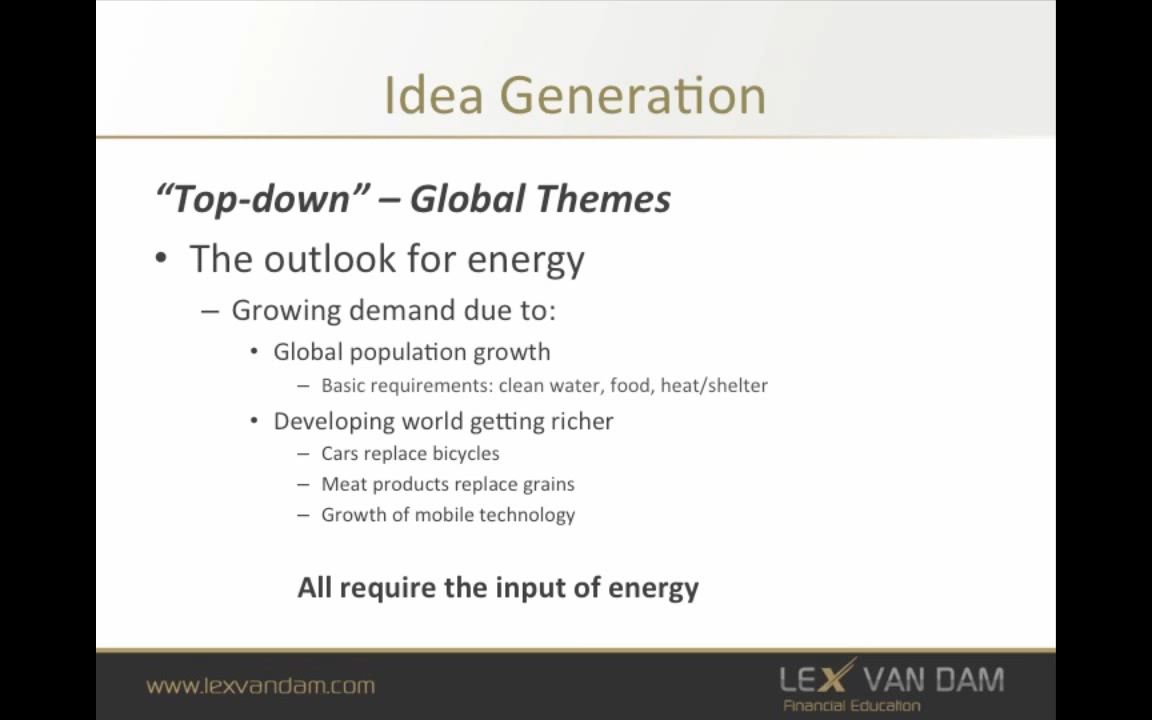 Idea Generation
“Top-down” – Global Themes
• The outlook for energy
– Growing demand due to:
• Global population growth
– Basic requirements: clean water, food, heat/shelter
• Developing world getting richer
– Cars replace bicycles
– Meat products replace grains
– Growth of mobile technology
All require the input of energy
www.lexvandam.com
LEX VAN DAM
Financial Education